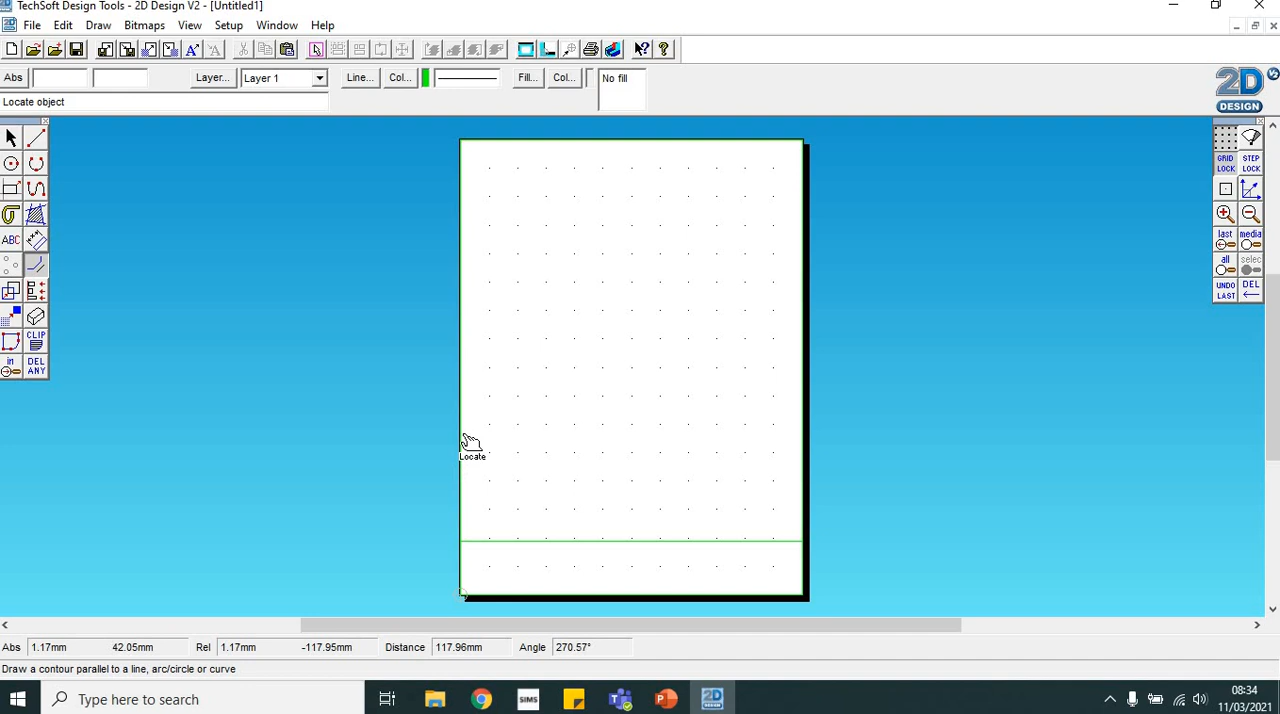 TechSoft Design Tools - 2D Design V2 - [Untitled1]
File Edit Draw Bitmaps View Setup Window Help
Abs Layer... Layer 1 Line... Col... Fill... Col... No fill
Locate object
2D
V2
DESIGN
GRID LOCK
STEP LOCK
ABC
last
media
all
selec
UNDO LAST
DEL
CLIP
in
DEL ANY
Locate
Abs 1.17mm 42.05mm Rel 1.17mm -117.95mm Distance 117.96mm Angle 270.57°
Draw a contour parallel to a line, arc/circle or curve
Type here to search
SIMS
2D
08:34
11/03/2021